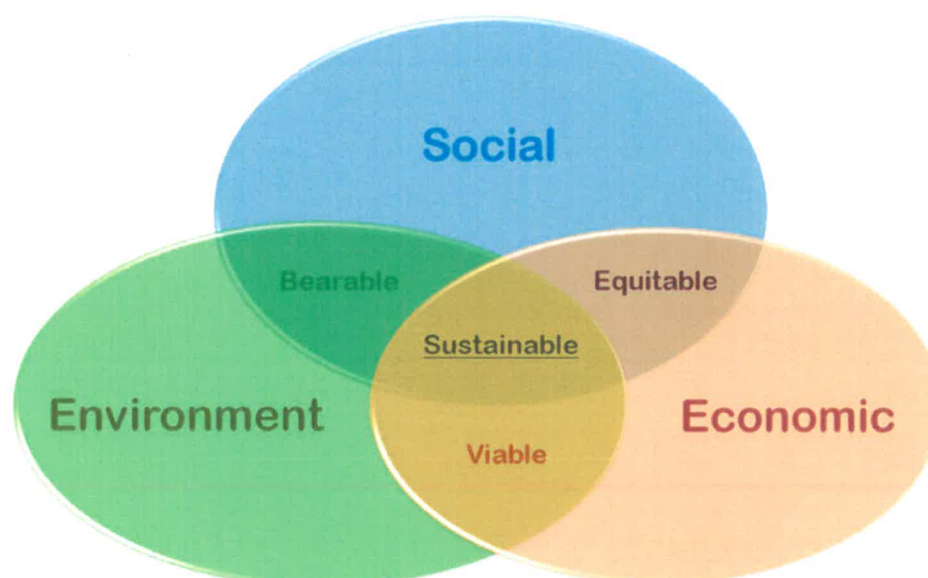 Social
Bearable
Equitable
Sustainable
Environment
Economic
Viable